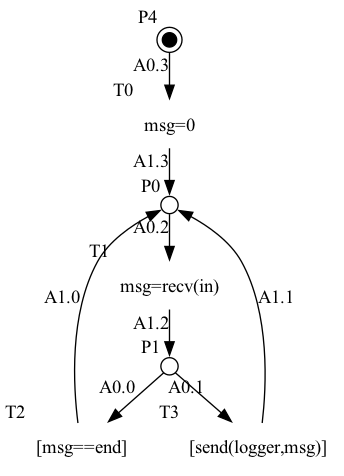 P4
A0.3
T0
msg=0
A1.3
P0
A0.2
T1
msg=recv(in)
A1.0
A1.1
A1.2
P1
A0.0
A0.1
T2
T3
[msg==end]
[send(logger,msg)]